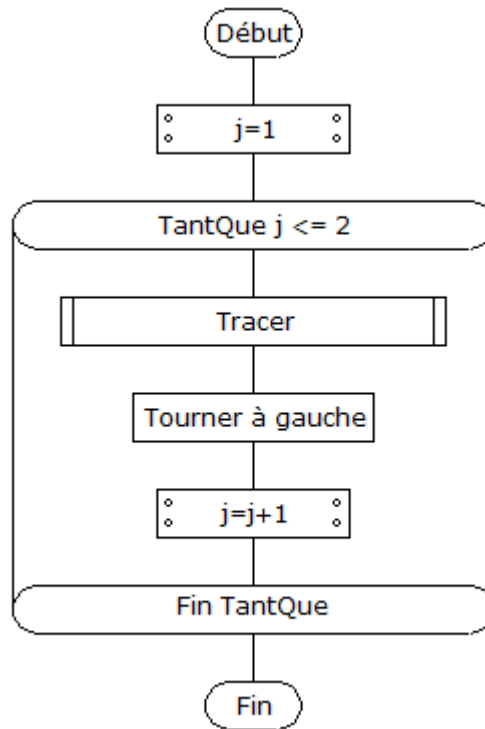 Début
j=1
TantQue j <= 2
Tracer
Tourner à gauche
j=j+1
Fin TantQue
Fin